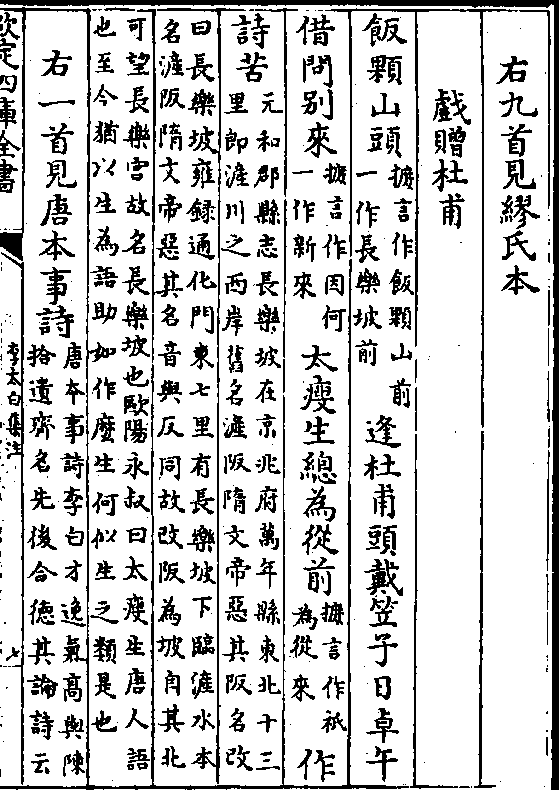 右九首見繆氏本
戲贈杜甫
飯顆山頭
摭言作飯顆山前
一作長樂坡前
逢杜甫頭戴笠子日卓午
借問别來
摭言作因何
一作新來
太瘦生總為從前
摭言作祇
為從來
作
詩苦
元和郡縣志長樂坡在京兆府萬年縣東北十三
里即滻川之西岸舊名滻阪隋文帝惡其阪名改
曰長樂坡雍録通化門東七里有長樂坡下臨滻水本
名滻阪隋文帝惡其名音與反同故改阪為坡自其北
可望長樂宫故名長樂坡也歐陽永叔曰太瘦生唐人語
也至今猶以生為語助如作麽生何似生之類是也
右一首見唐本事詩
唐本事詩李白才逸氣高與陳
拾遺齊名先後合德其論詩云
欽定四庫全書
李太白集注
七